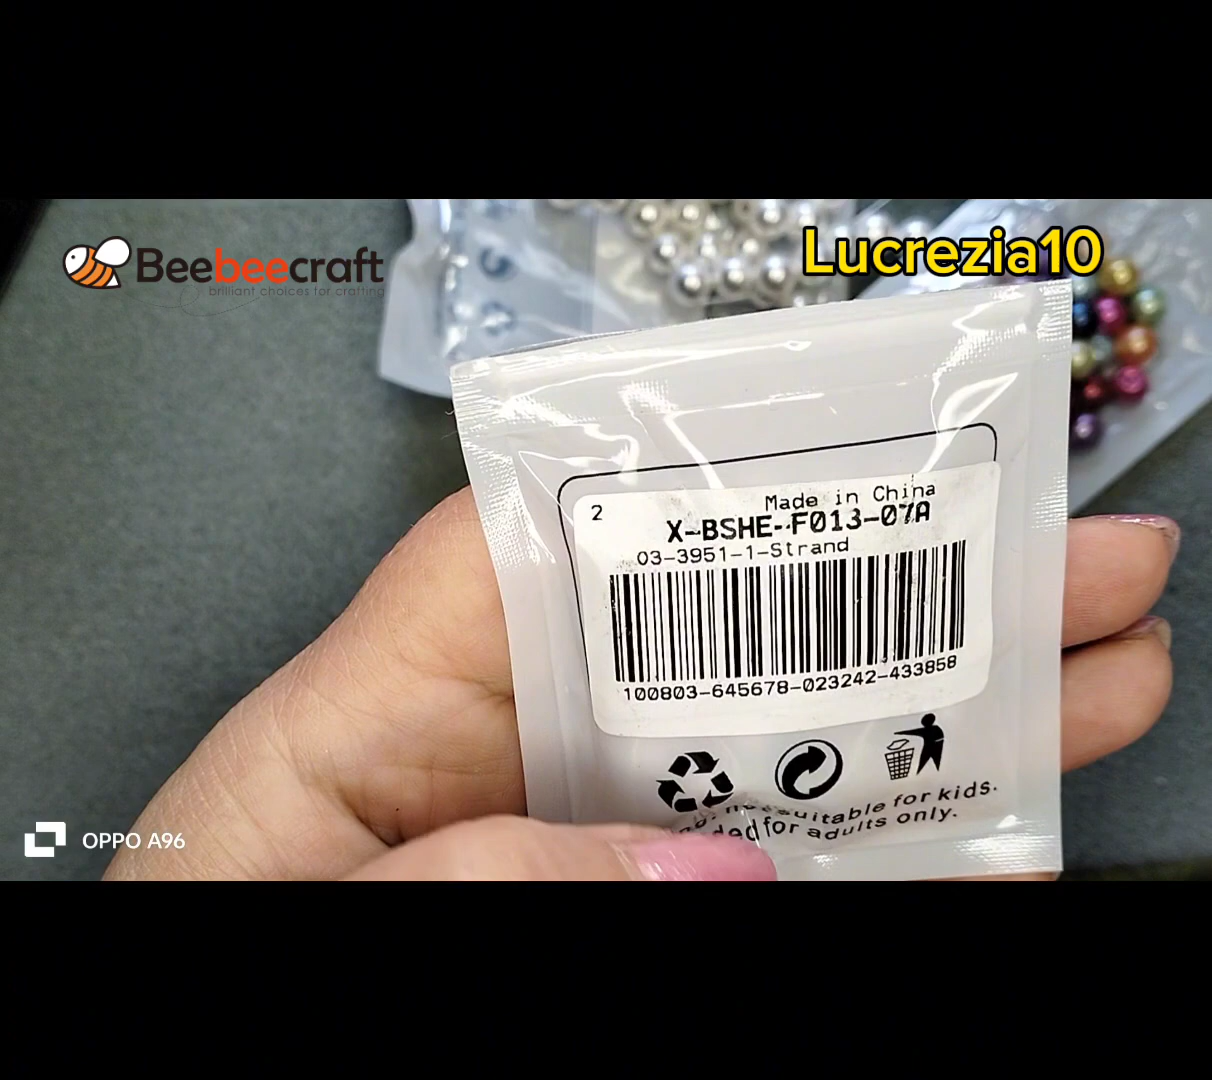 Beebeecraft
brilliant choices for crafting
Lucrezia10
2
Made in China
X-BSHE-F013-07A
03-3951-1-Strand
100803-645678-023242-433858
suitable for kids.
for adults only.
OPPO A96